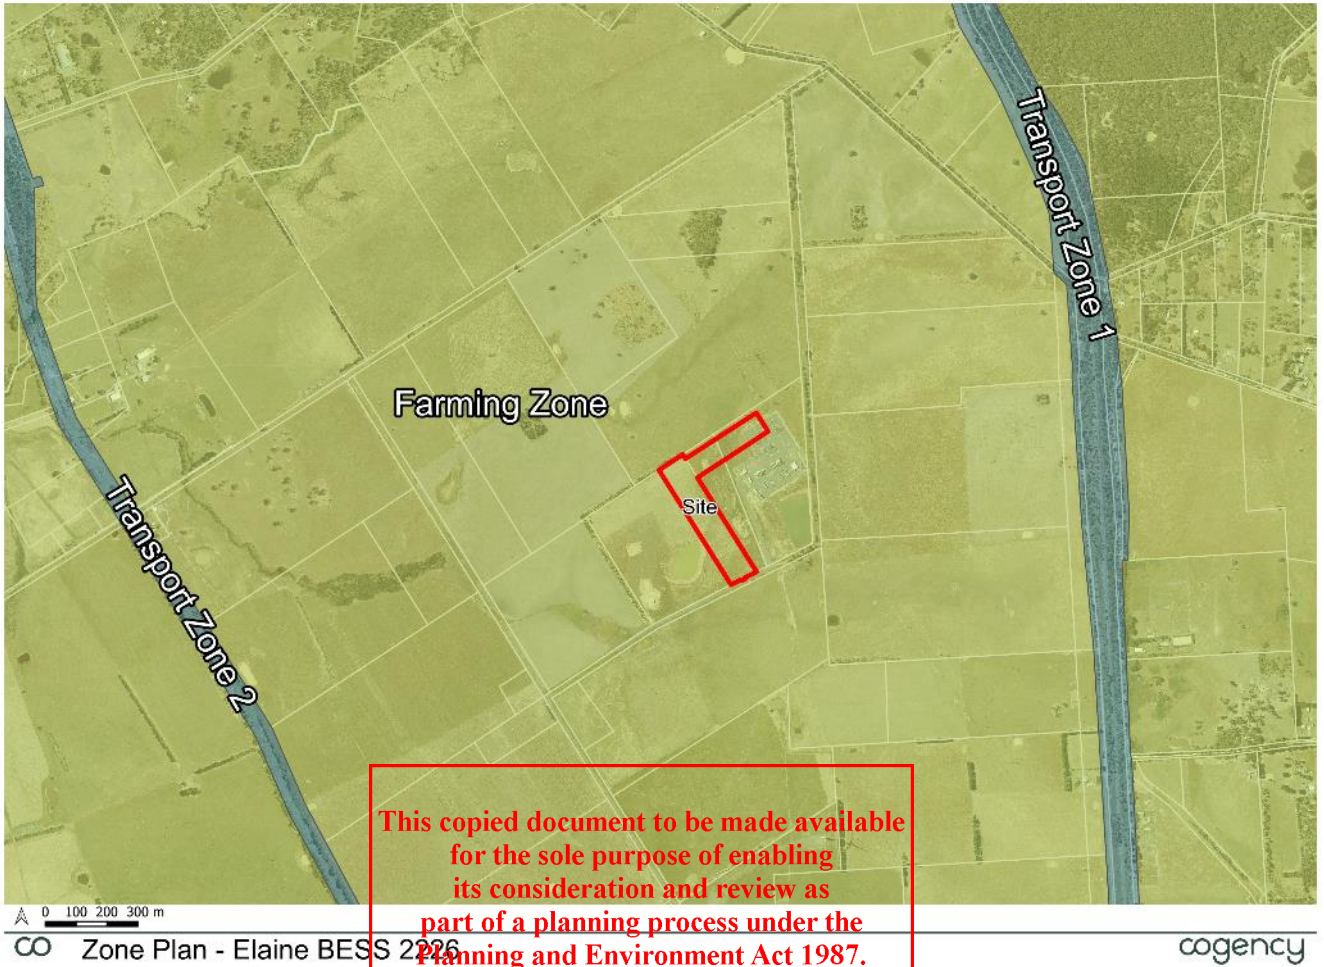 Transport Zone 1
Farming Zone
Site
Transport Zone 2
This copied document to be made available
for the sole purpose of enabling
its consideration and review as
part of a planning process under the
Planning and Environment Act 1987.
0 100 200 300 m
co Zone Plan - Elaine BESS 2226
cogency